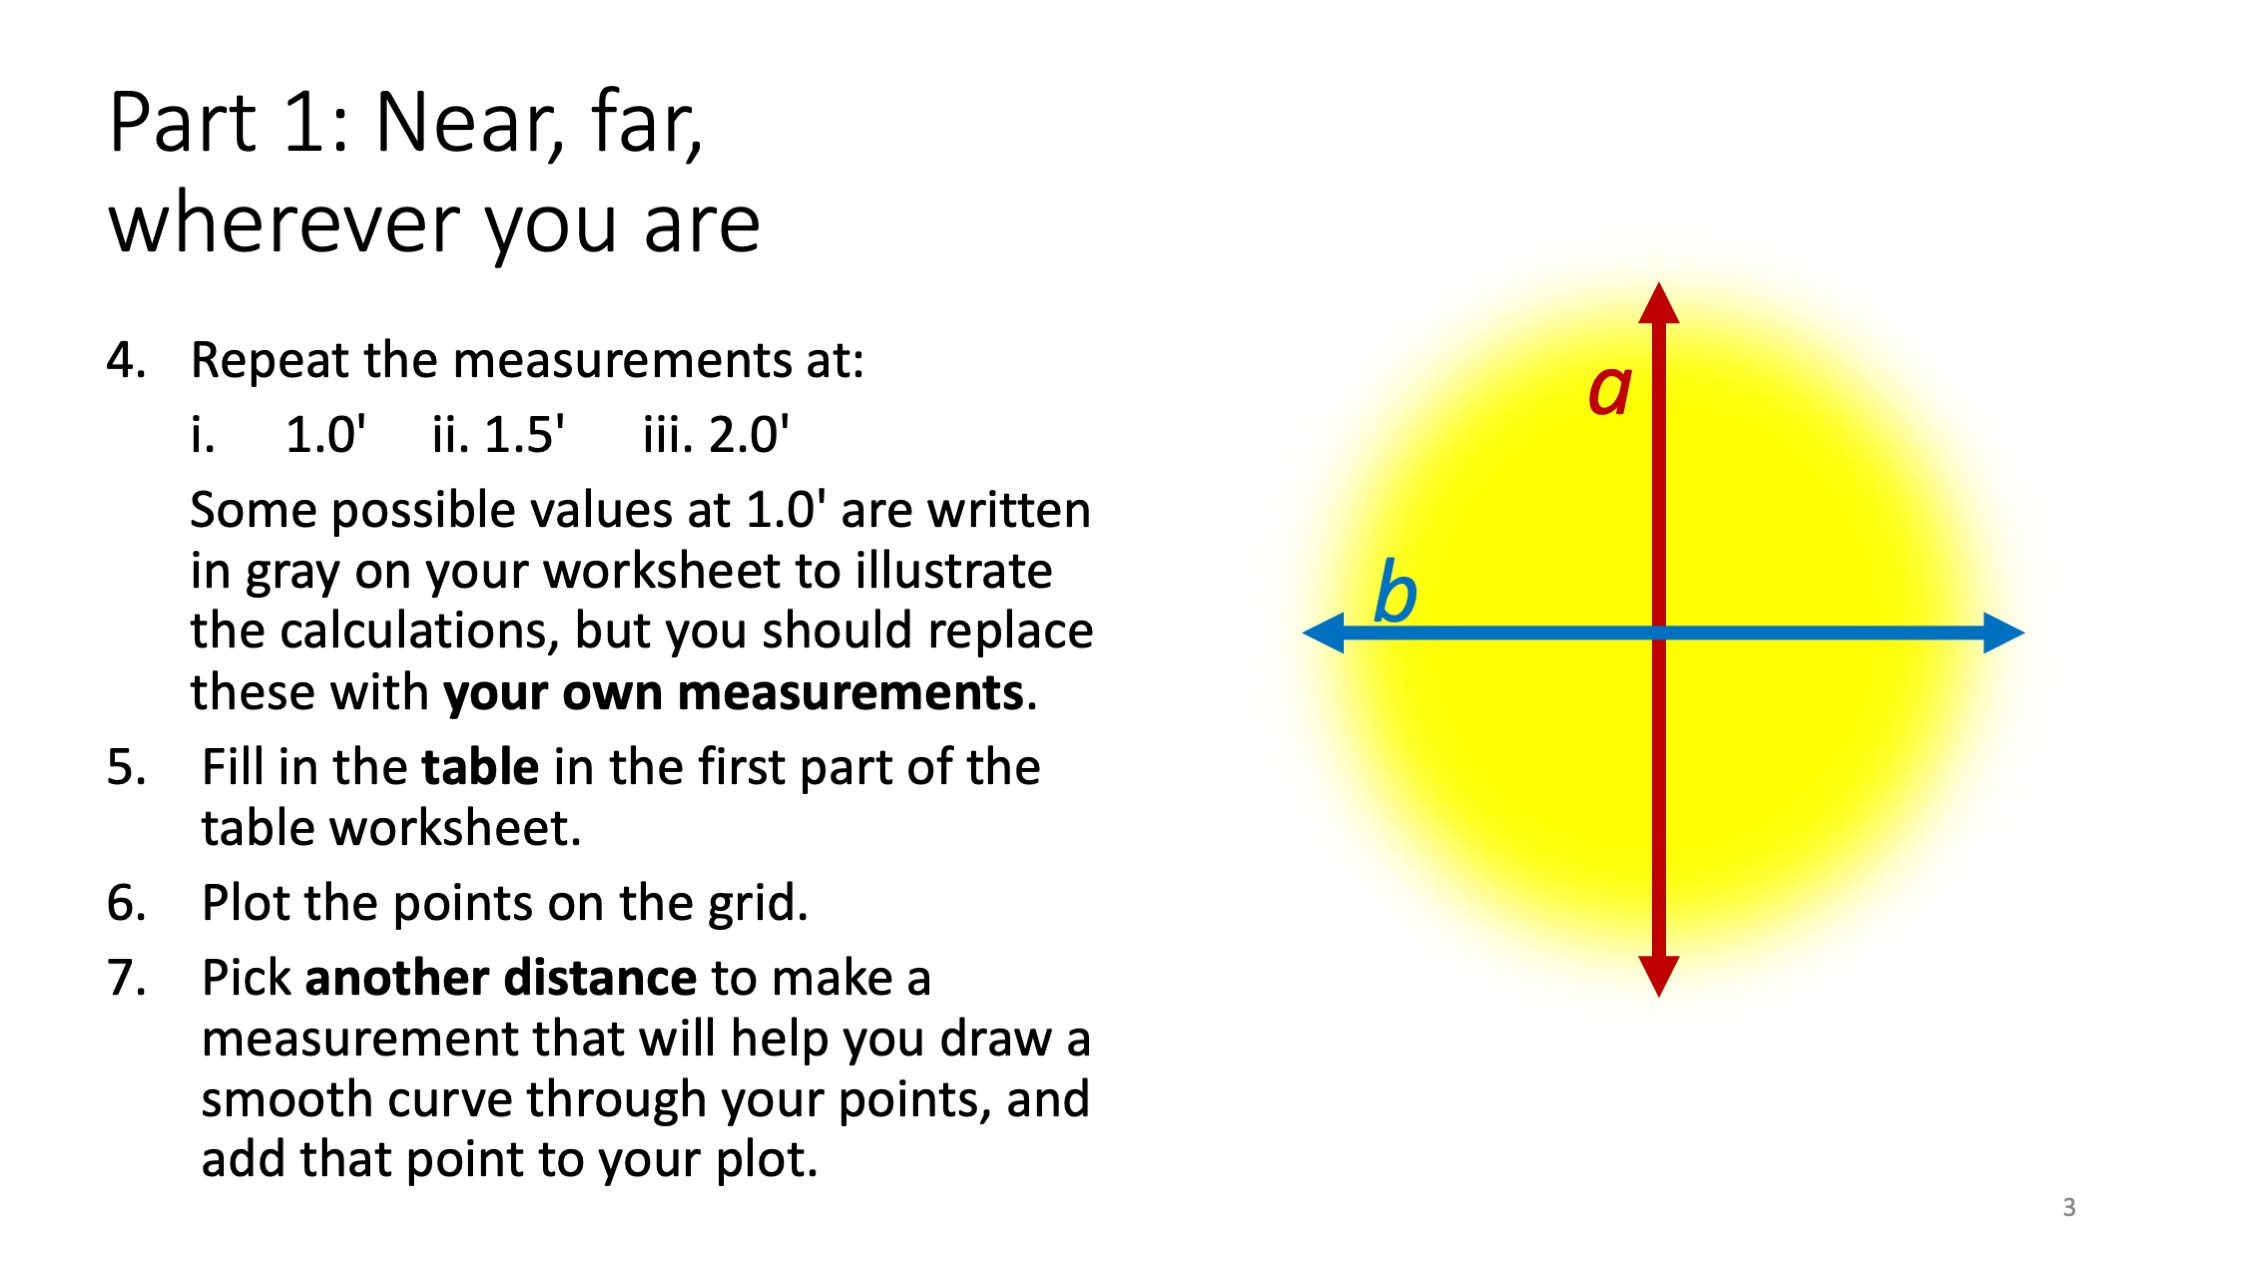 Part 1: Near, far,
wherever you are
4. Repeat the measurements at:
i. 1.0' ii. 1.5' iii. 2.0'
Some possible values at 1.0' are written
in gray on your worksheet to illustrate
the calculations, but you should replace
these with your own measurements.
5. Fill in the table in the first part of the
table worksheet.
6. Plot the points on the grid.
7. Pick another distance to make a
measurement that will help you draw a
smooth curve through your points, and
add that point to your plot.
a
b
3